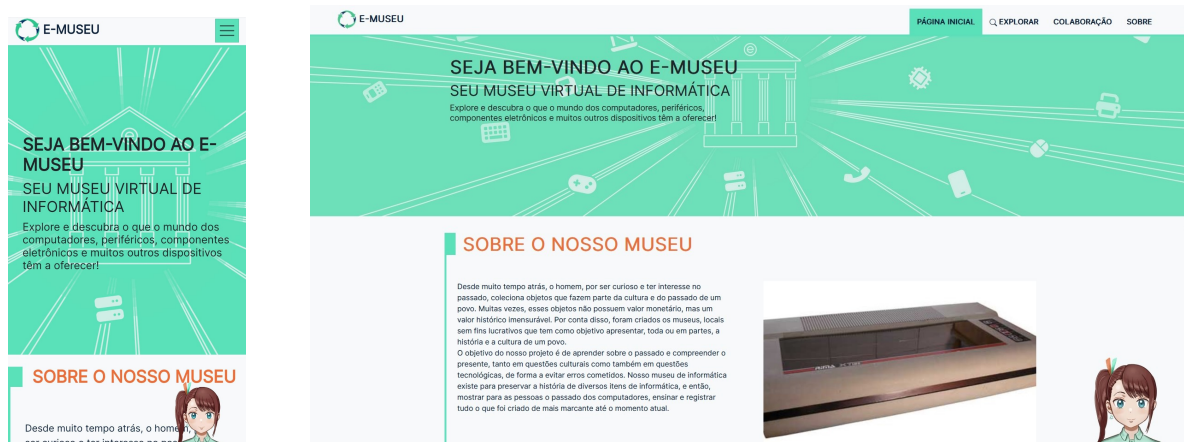 E-MUSEU
SEJA BEM-VINDO AO E-
MUSEU
SEU MUSEU VIRTUAL DE
INFORMÁTICA
Explore e descubra o que o mundo dos
computadores, periféricos, componentes
eletrônicos e muitos outros dispositivos
têm a oferecer!
SOBRE O NOSSO MUSEU
Desde muito tempo atrás, o homem,
E-MUSEU
PÁGINA INICIAL
EXPLORAR
COLABORAÇÃO
SOBRE
SEJA BEM-VINDO AO E-MUSEU
SEU MUSEU VIRTUAL DE INFORMÁTICA
Explore e descubra o que o mundo dos computadores, periféricos,
componentes eletrônicos e muitos outros dispositivos têm a oferecer!
SOBRE O NOSSO MUSEU
Desde muito tempo atrás, o homem, por ser curioso e ter interesse no
passado, coleciona objetos que fazem parte da cultura e do passado de um
povo. Muitas vezes, esses objetos não possuem valor monetário, mas um
valor histórico imensurável. Por conta disso, foram criados os museus, locais
sem fins lucrativos que tem como objetivo apresentar, toda ou em partes, a
história e a cultura de um povo.
O objetivo do nosso projeto é de aprender sobre o passado e compreender o
presente, tanto em questões culturais como também em questões
tecnológicas, de forma a evitar erros cometidos. Nosso museu de informática
existe para preservar a história de diversos itens de informática, e então,
mostrar para as pessoas o passado dos computadores, ensinar e registrar
tudo o que foi criado de mais marcante até o momento atual.